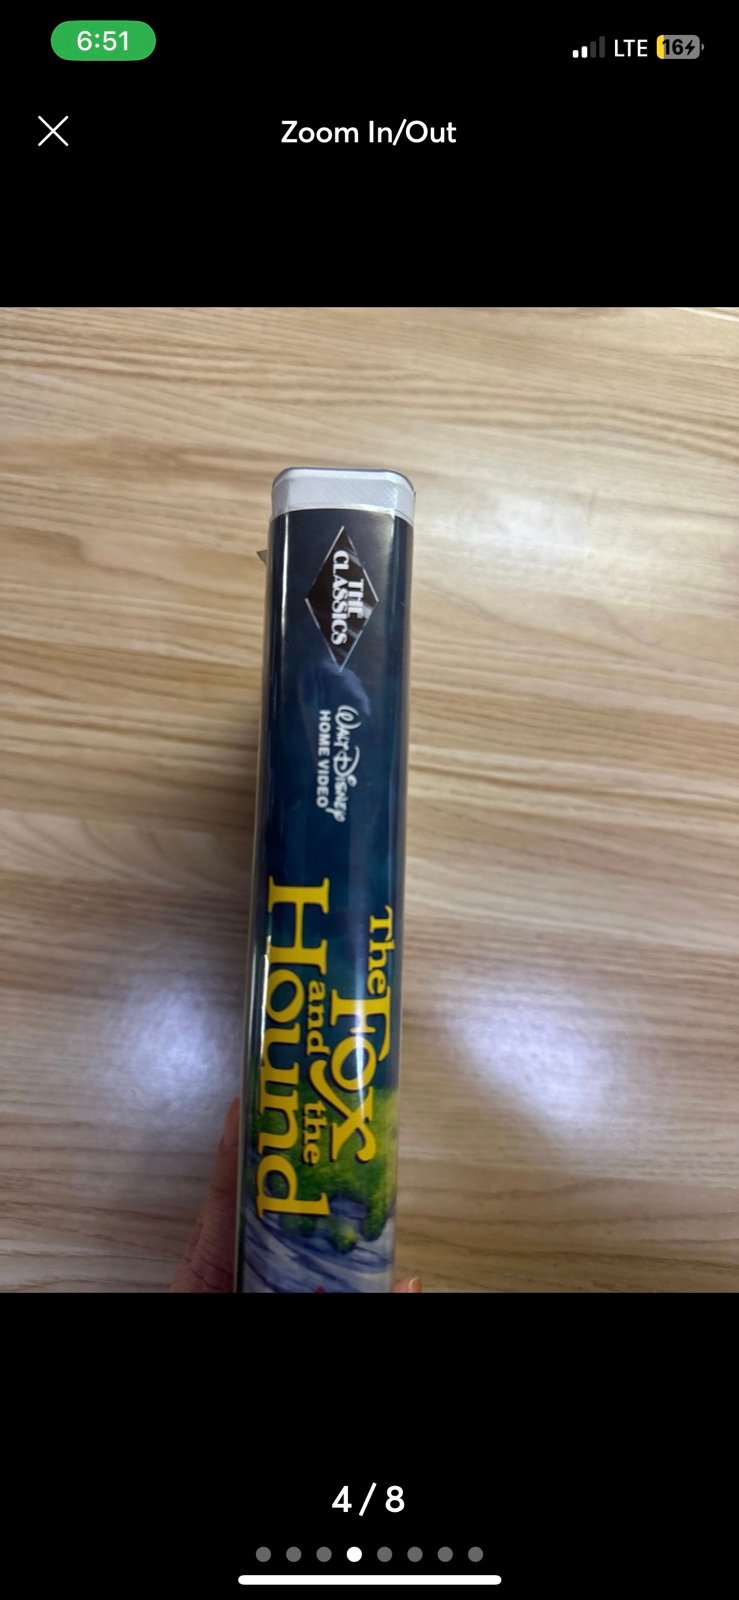 6:51
LTE
16
Zoom In/Out
THE
CLASSICS
WALT DISNEY
HOME VIDEO
The Fox
and the
Hound
4 / 8